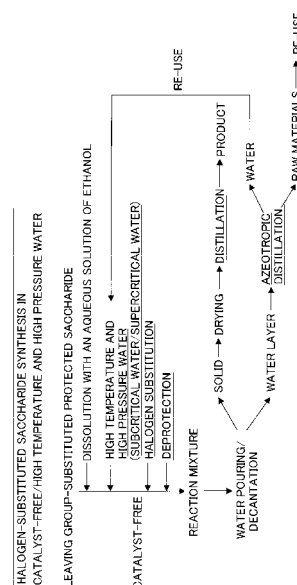 HALOGEN-SUBSTITUTED SACCHARIDE SYNTHESIS IN
CATALYST-FREE/HIGH TEMPERATURE AND HIGH PRESSURE WATER
LEAVING GROUP-SUBSTITUTED PROTECTED SACCHARIDE
DISSOLUTION WITH AN AQUEOUS SOLUTION OF ETHANOL
HIGH TEMPERATURE AND
HIGH PRESSURE WATER
(SUBCRITICAL WATER/SUPERCRITICAL WATER)
HALOGEN SUBSTITUTION
DEPROTECTION
CATALYST-FREE
RE-USE
REACTION MIXTURE
WATER POURING/
DECANTATION
SOLID
DRYING
DISTILLATION
PRODUCT
WATER LAYER
AZEOTROPIC
DISTILLATION
WATER
RAW MATERIALS
RE-USE